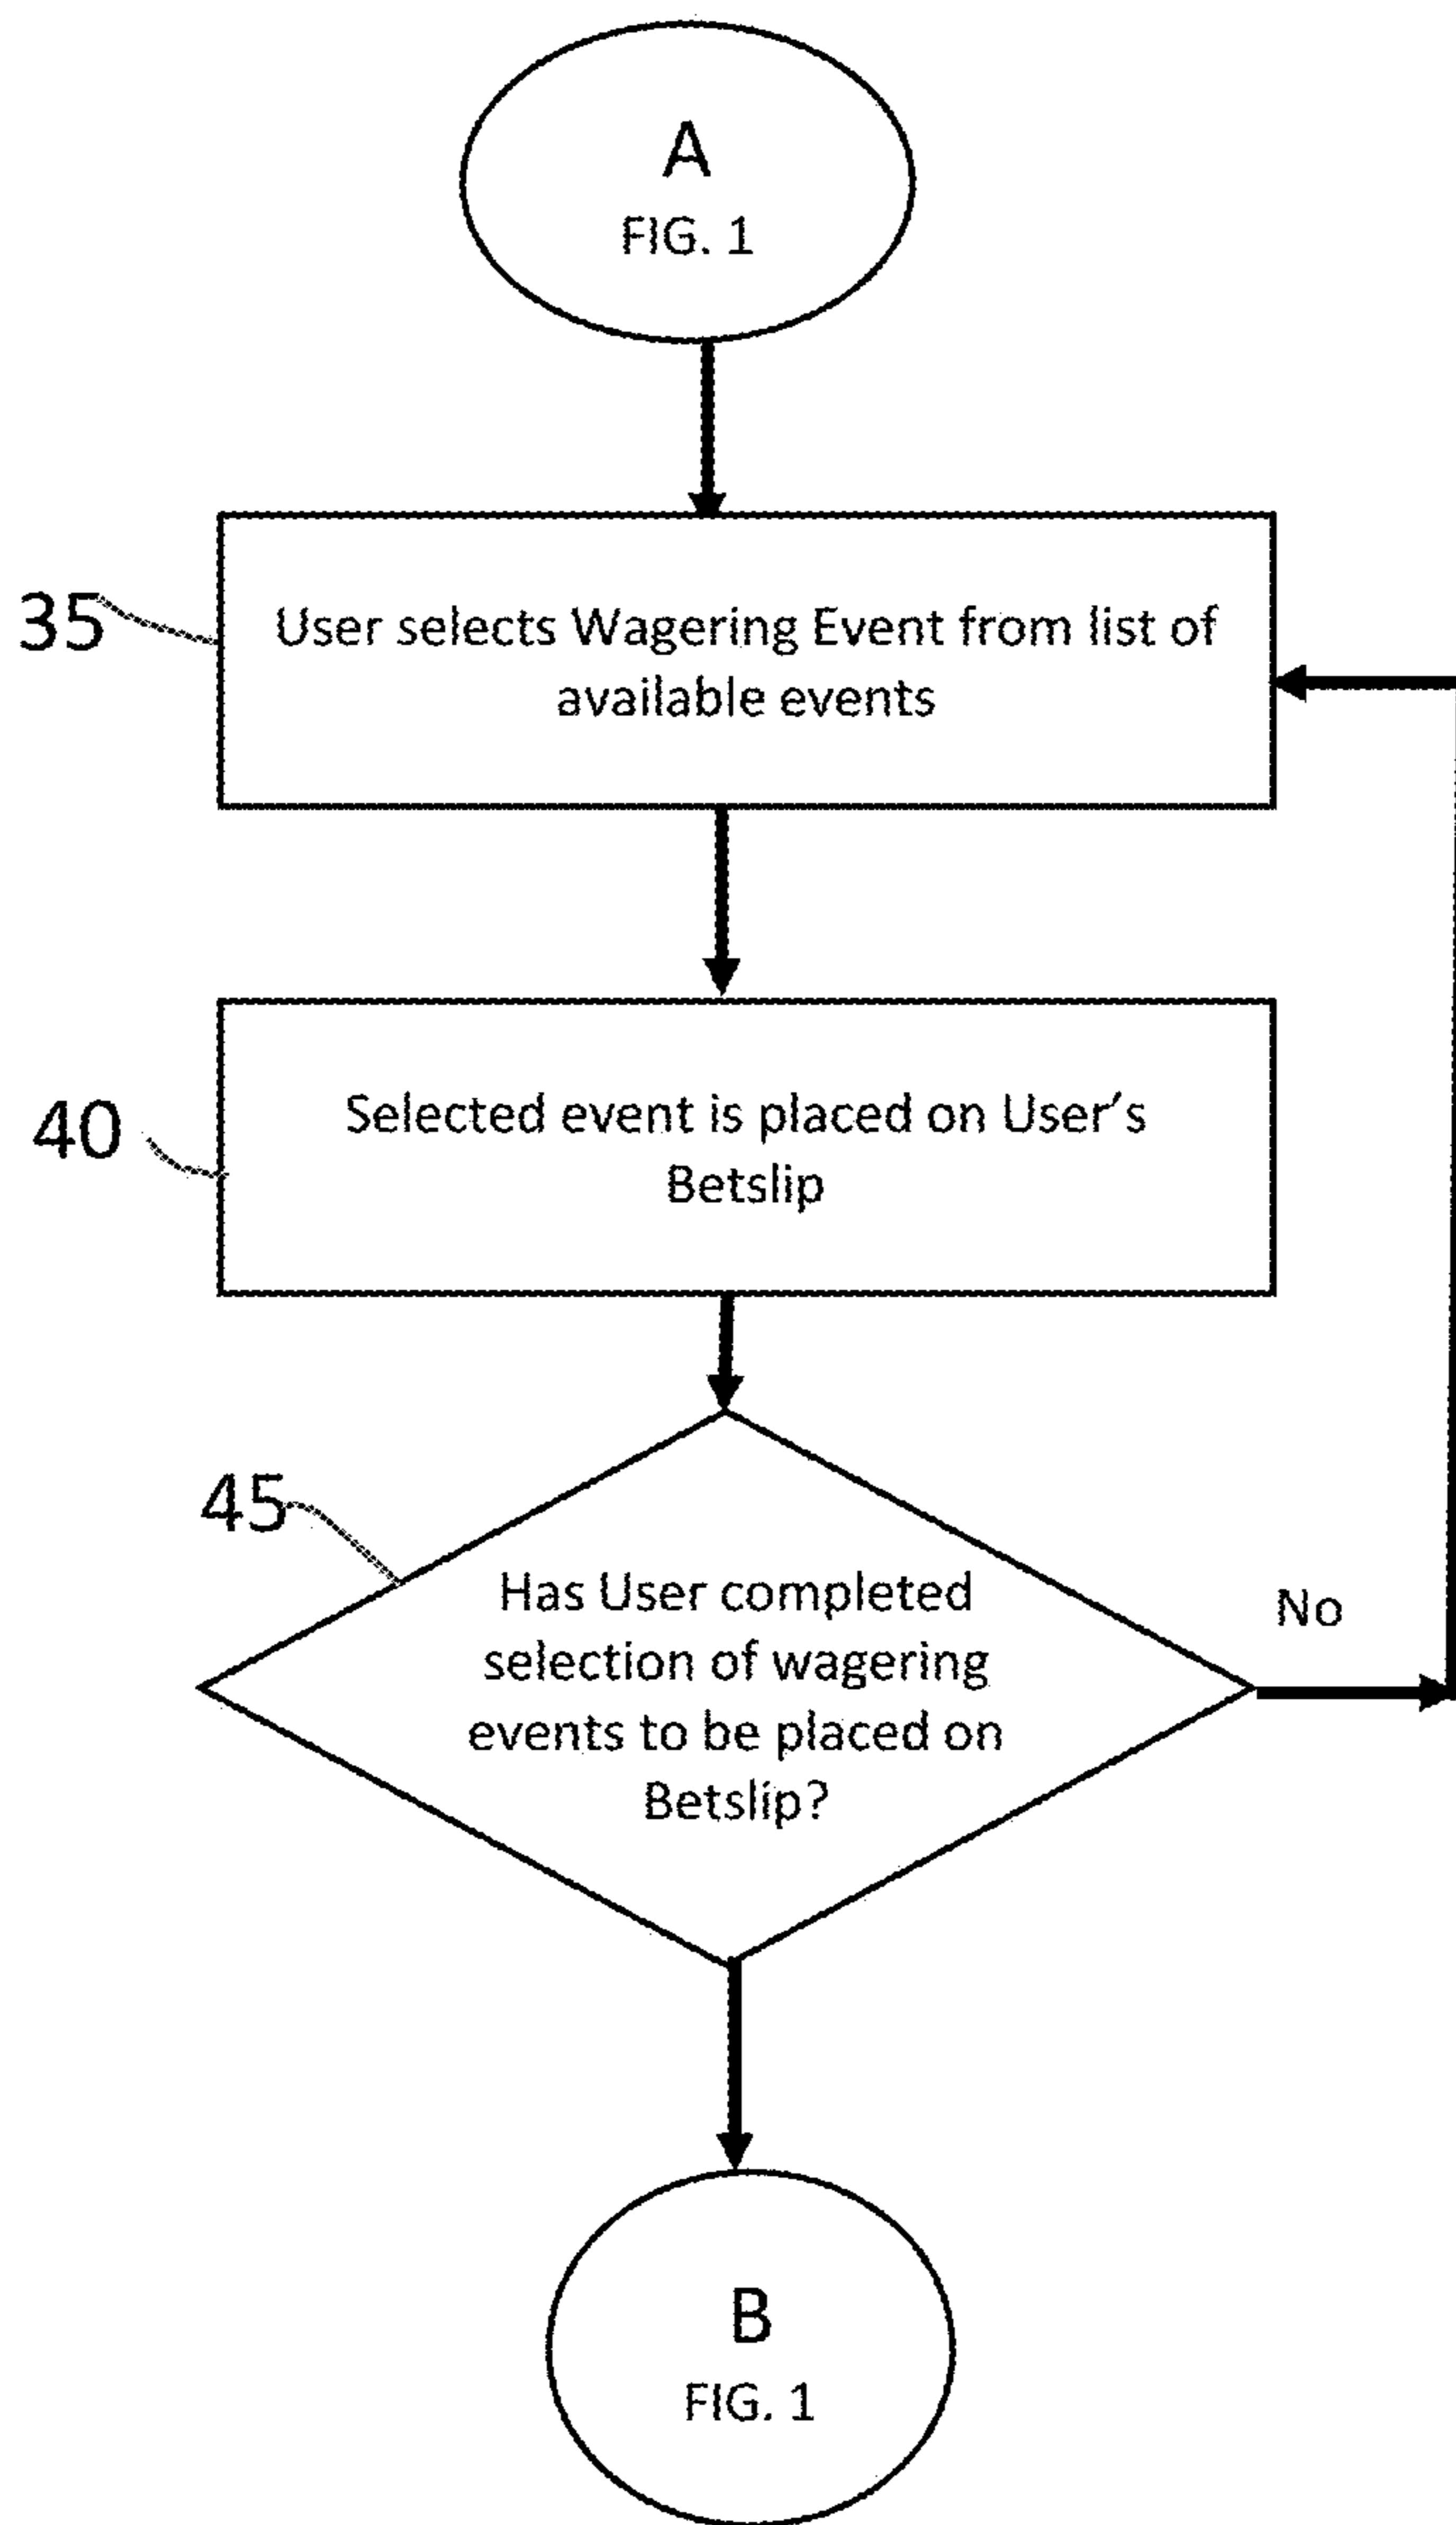 A
FIG. 1
35
User selects Wagering Event from list of
available events
40
Selected event is placed on User’s
Betslip
45
Has User completed
selection of wagering
events to be placed on
Betslip?
No
B
FIG. 1